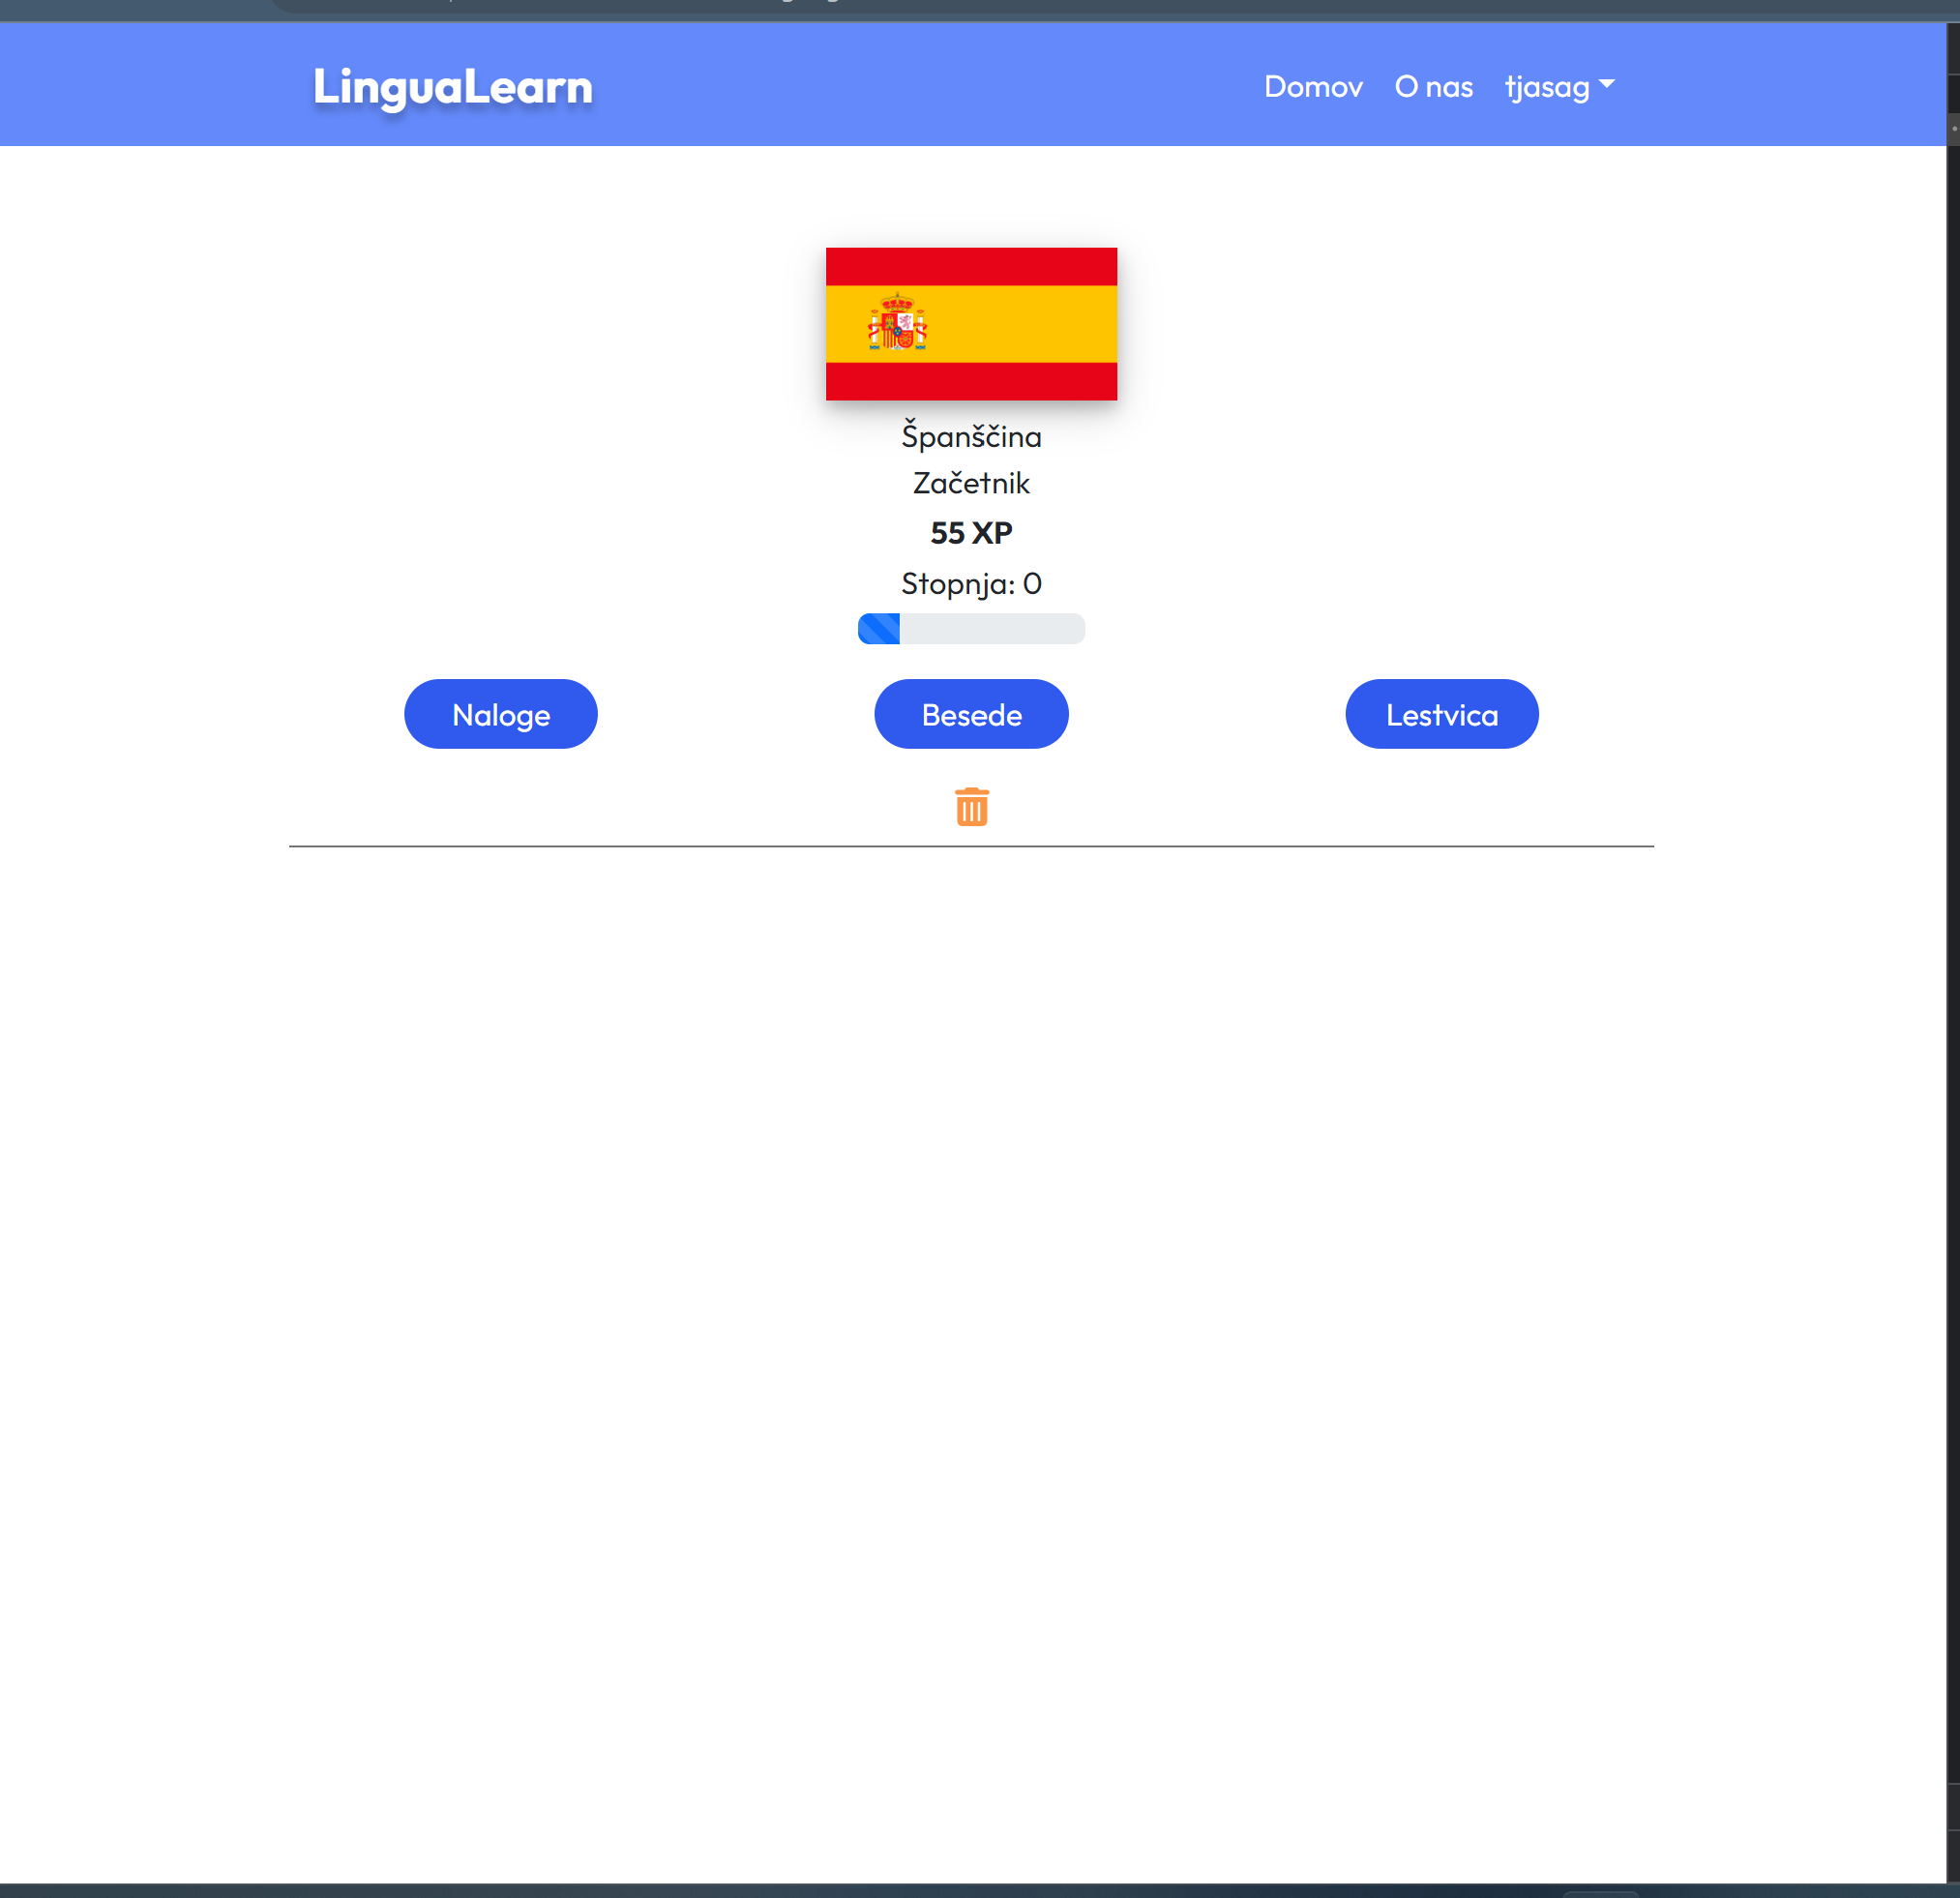 LinguaLearn
Domov O nas tjasag
Španščina
Začetnik
55 XP
Stopnja: 0
Naloge Besede Lestvica